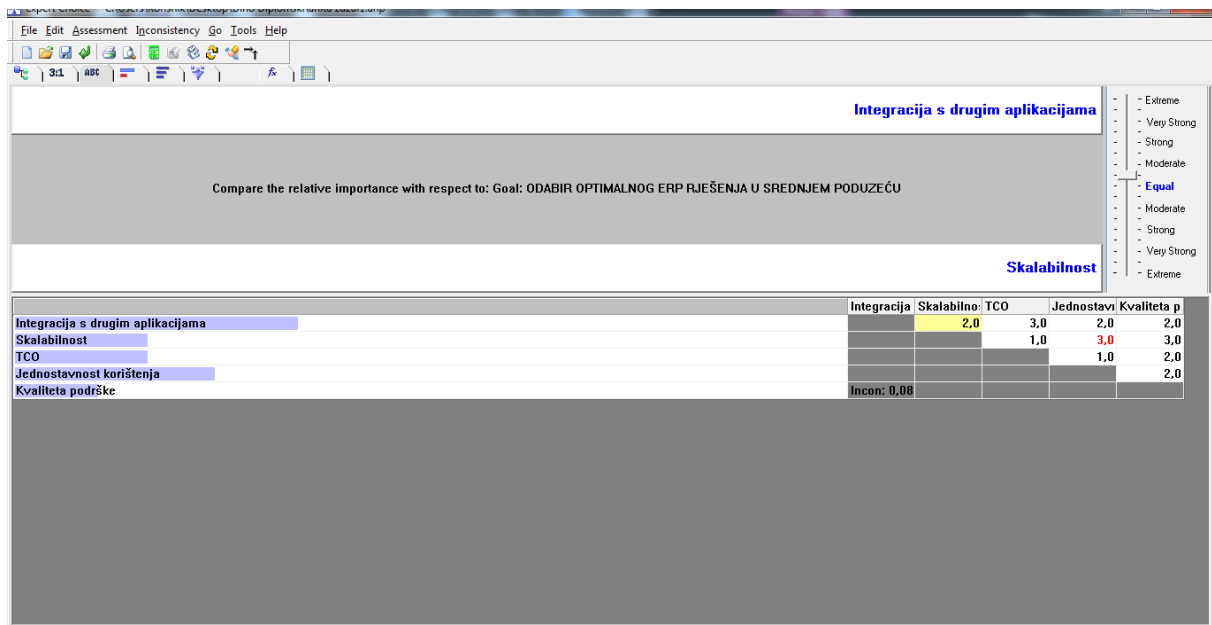 File Edit Assessment Inconsistency Go Tools Help
3:1 ABC fx
Integracija s drugim aplikacijama
Compare the relative importance with respect to: Goal: ODABIR OPTIMALNOG ERP RJEŠENJA U SREDNJEM PODUZEĆU
Skalabilnost
- Extreme
- Very Strong
- Strong
- Moderate
- Equal
- Moderate
- Strong
- Very Strong
- Extreme
Integracija Skalabilno: TCO Jednostavi Kvaliteta p
Integracija s drugim aplikacijama 2,0 3,0 2,0 2,0
Skalabilnost 1,0 3,0 3,0
TCO 1,0 2,0
Jednostavnost korištenja 2,0
Kvaliteta podrške Incon: 0,08